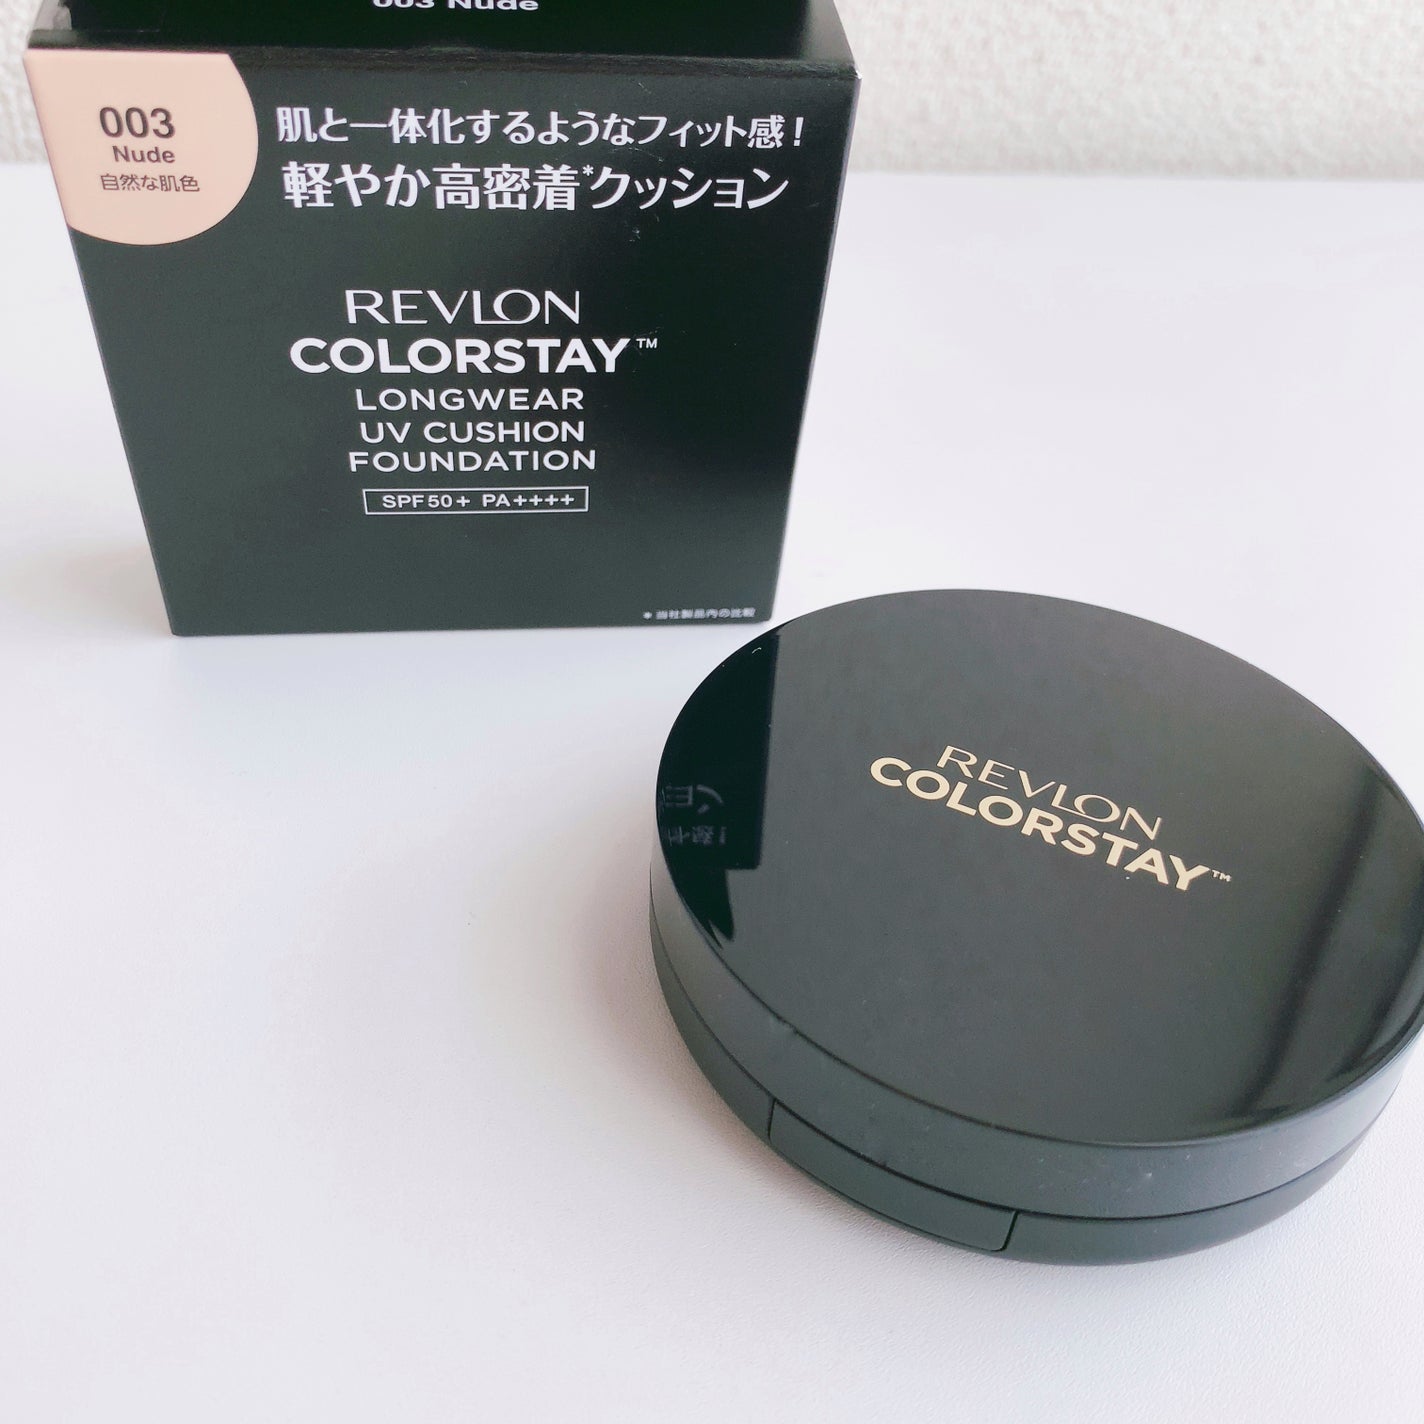 003 Nude
003
Nude
自然な肌色
肌と一体化するようなフィット感!
軽やか高密着*クッション
REVLON
COLORSTAY™
LONGWEAR
UV CUSHION
FOUNDATION
SPF50+ PA++++
*当社製品内の比較
REVLON
COLORSTAY™